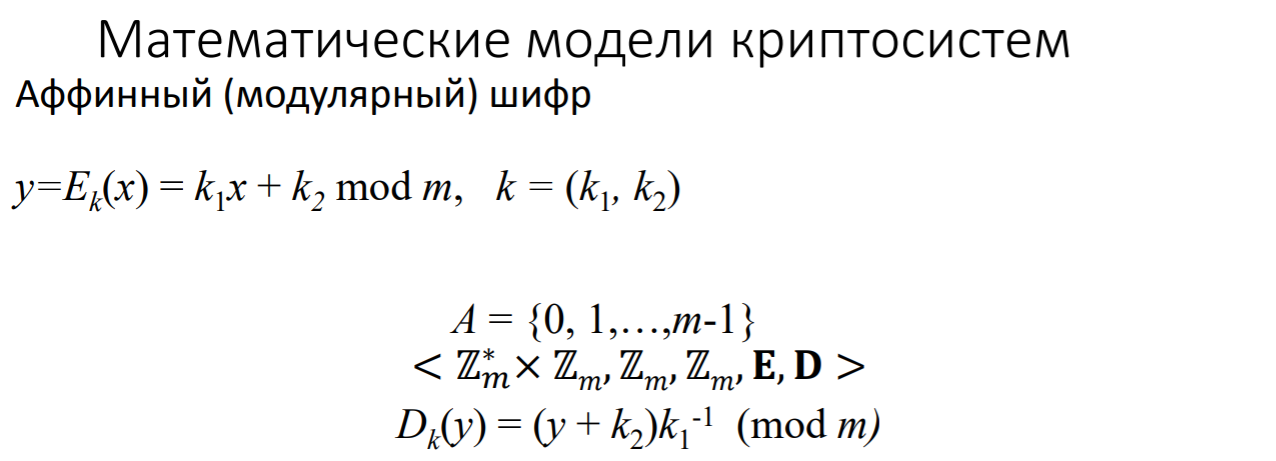 Математические модели криптосистем
Аффинный (модулярный) шифр
y=Eₖ(x) = k₁x + k₂ mod m,   k = (k₁, k₂)
A = {0, 1,…,m-1}
< ℤ*ₘ × ℤₘ, ℤₘ, ℤₘ, E, D >
Dₖ(y) = (y + k₂)k₁⁻¹  (mod m)